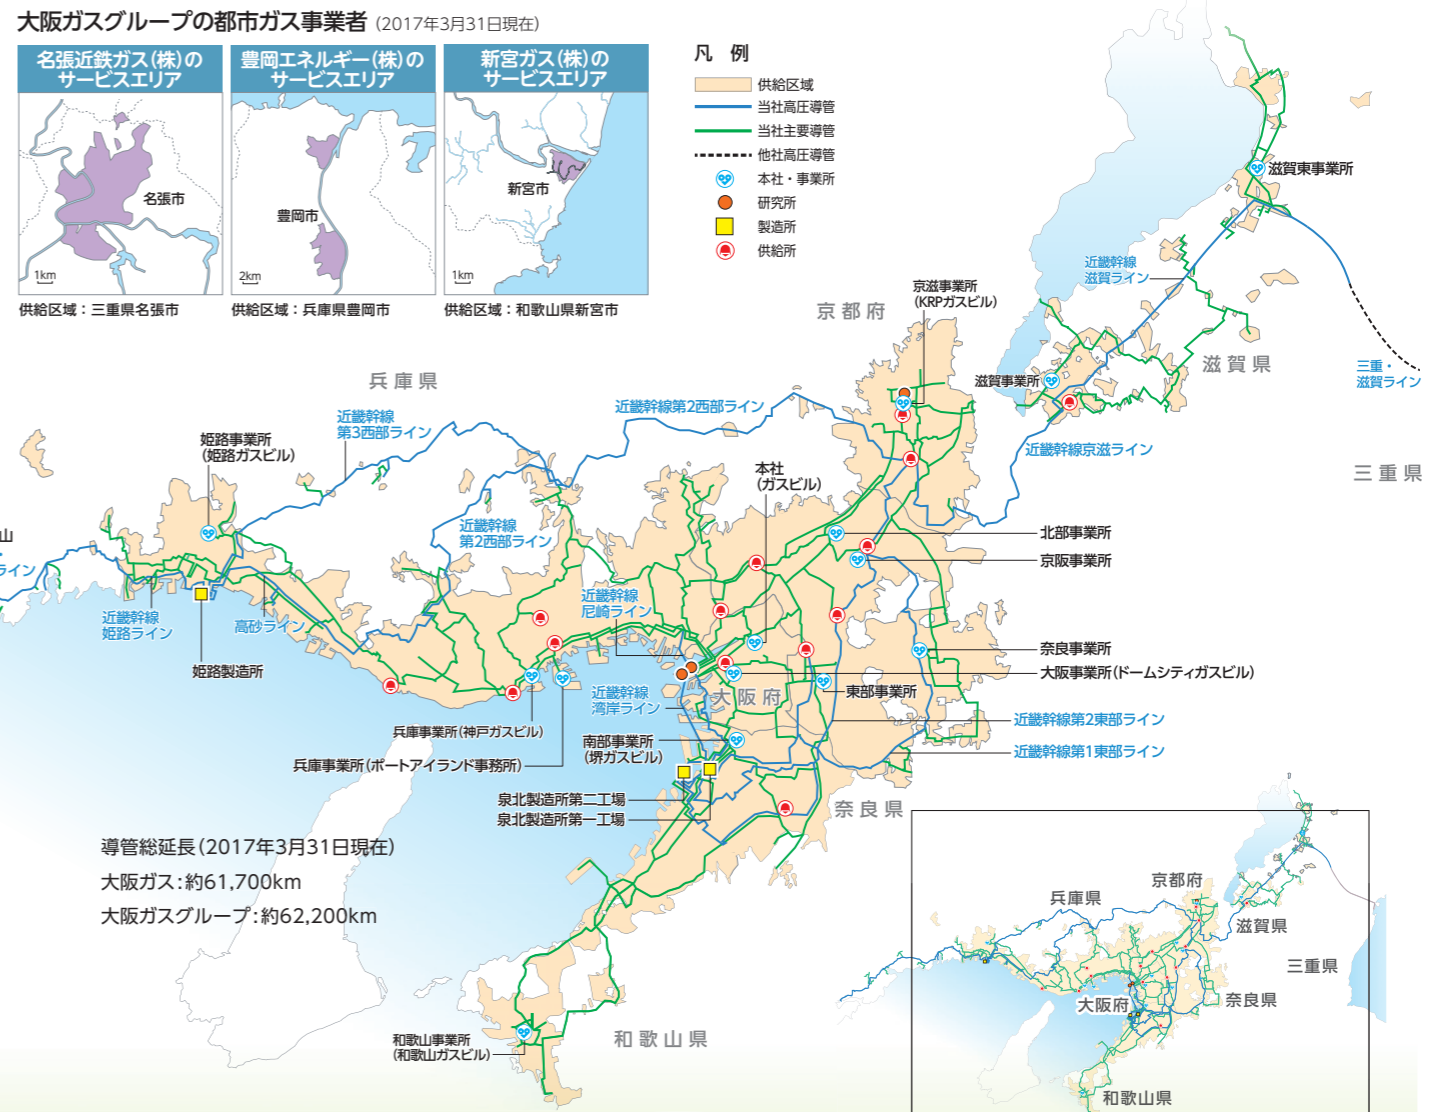 大阪ガスグループの都市ガス事業者（2017年3月31日現在）
名張近鉄ガス（株）の
サービスエリア
名張市
1km
供給区域：三重県名張市
豊岡エネルギー（株）の
サービスエリア
豊岡市
2km
供給区域：兵庫県豊岡市
新宮ガス（株）の
サービスエリア
新宮市
1km
供給区域：和歌山県新宮市
凡 例
供給区域
当社高圧導管
当社主要導管
他社高圧導管
本社・事業所
研究所
製造所
供給所
滋賀東事業所
近畿幹線
滋賀ライン
京滋事業所
（KRPガスビル）
京都府
滋賀県
三重・
滋賀ライン
兵庫県
滋賀事業所
近畿幹線第2西部ライン
近畿幹線
第3西部ライン
姫路事業所
（姫路ガスビル）
近畿幹線京滋ライン
三重県
本社
（ガスビル）
山
ライン
近畿幹線
第2西部ライン
北部事業所
京阪事業所
近畿幹線
尼崎ライン
近畿幹線
姫路ライン
高砂ライン
姫路製造所
奈良事業所
大阪事業所（ドームシティガスビル）
東部事業所
近畿幹線
湾岸ライン
大阪府
近畿幹線第2東部ライン
兵庫事業所（神戸ガスビル）
南部事業所
（堺ガスビル）
近畿幹線第1東部ライン
兵庫事業所（ポートアイランド事務所）
泉北製造所第二工場
泉北製造所第一工場
奈良県
導管総延長（2017年3月31日現在）
大阪ガス：約61,700km
大阪ガスグループ：約62,200km
和歌山事業所
（和歌山ガスビル）
和歌山県
京都府
兵庫県
滋賀県
三重県
大阪府
奈良県
和歌山県